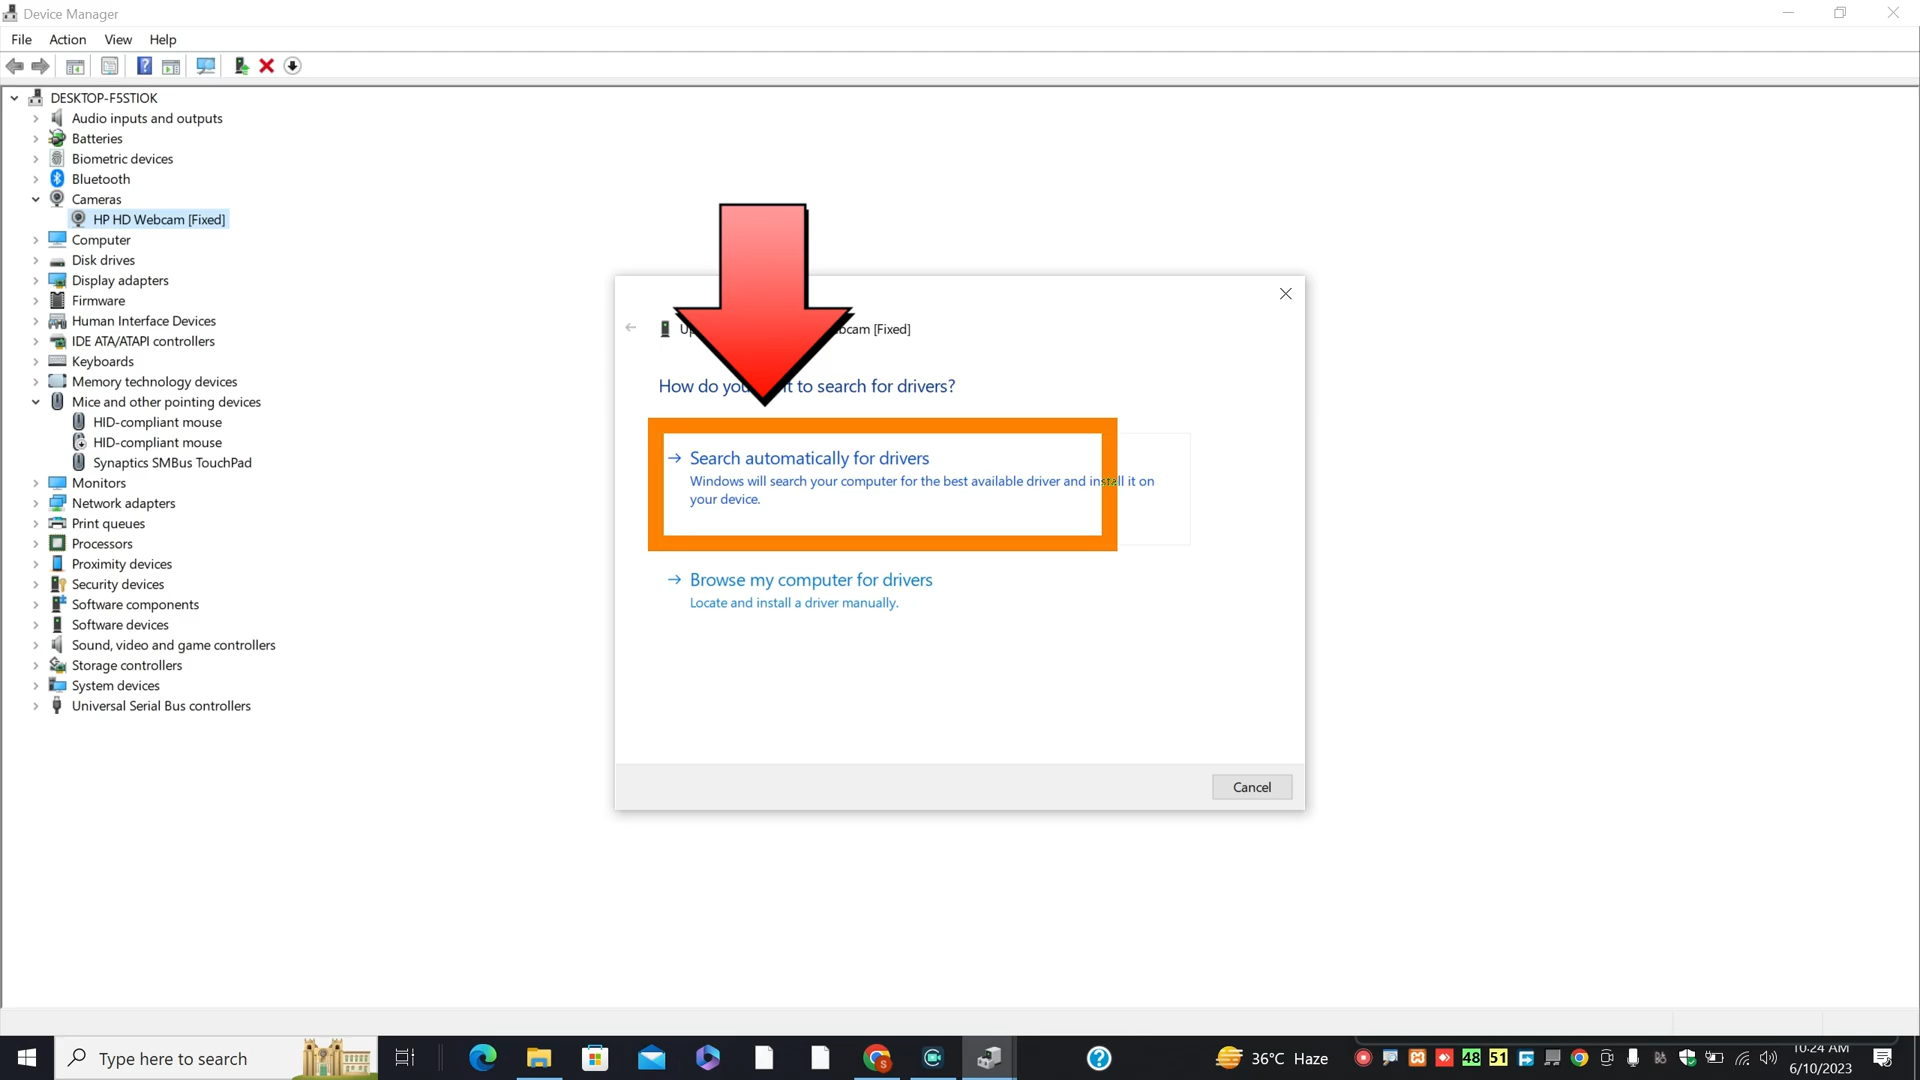 Device Manager
File Action View Help
DESKTOP-F5STIOK
Audio inputs and outputs
Batteries
Biometric devices
Bluetooth
Cameras
HP HD Webcam [Fixed]
Computer
Disk drives
Display adapters
Firmware
Human Interface Devices
IDE ATA/ATAPI controllers
Keyboards
Memory technology devices
Mice and other pointing devices
HID-compliant mouse
HID-compliant mouse
Synaptics SMBus TouchPad
Monitors
Network adapters
Print queues
Processors
Proximity devices
Security devices
Software components
Software devices
Sound, video and game controllers
Storage controllers
System devices
Universal Serial Bus controllers
[Fixed]
How do to search for drivers?
Search automatically for drivers
Windows will search your computer for the best available driver and install it on
your device.
Browse my computer for drivers
Locate and install a driver manually.
Cancel
Type here to search
36°C Haze
48 51
10:24 AM
6/10/2023